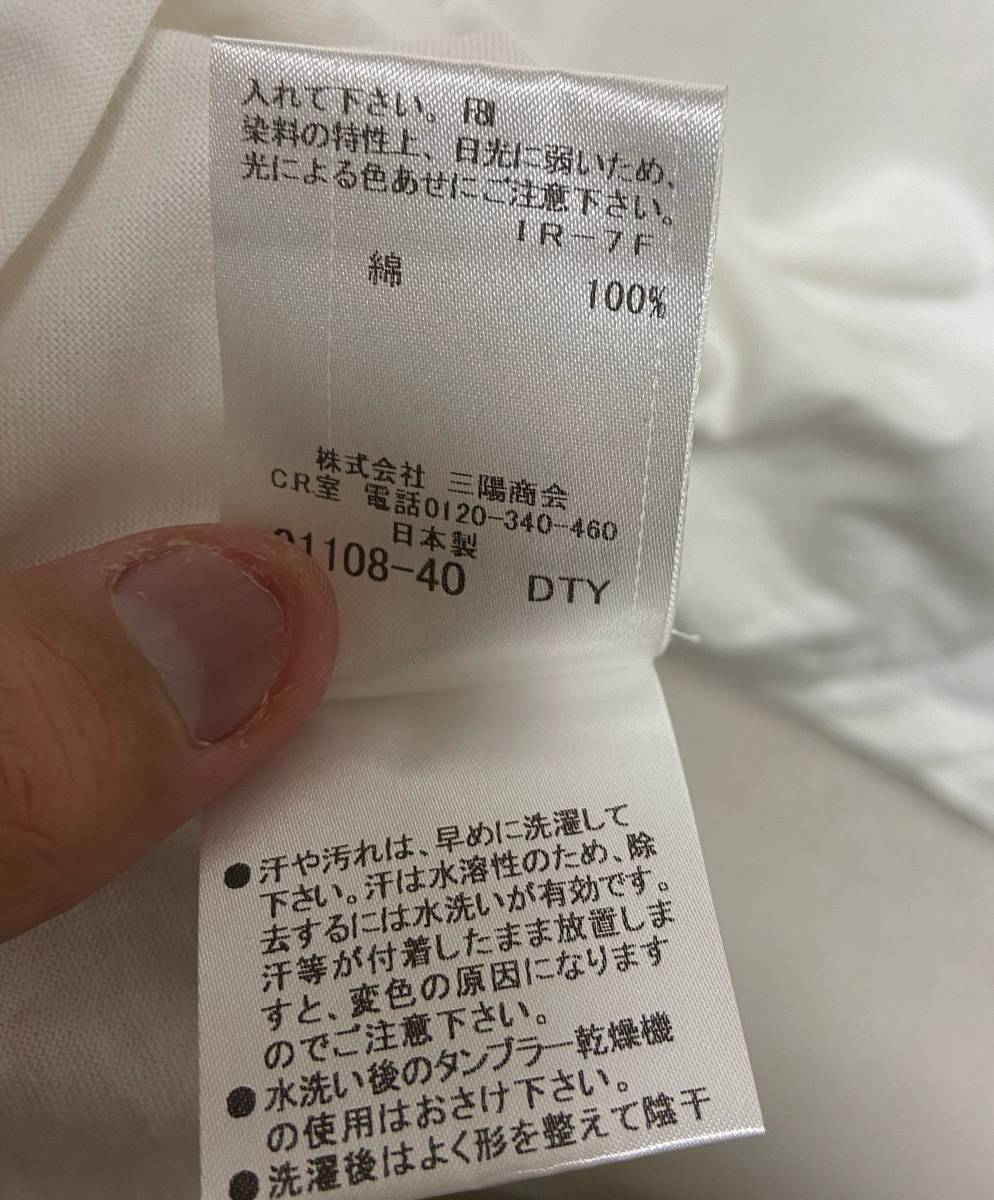 入れて下さい。
染料の特性上、日光に弱いため、
光による色あせにご注意下さい。
IR-7F
綿 100%
株式会社 三陽商会
C.R.室 電話0120-340-460
日本製
1108-40 DTY
●汗や汚れは、早めに洗濯して
下さい。汗は水溶性のため、除
去するには水洗いが有効です。
汗等が付着したまま放置しま
すと、変色の原因になります
のでご注意下さい。
●水洗い後のタンブラー乾燥機
の使用はおさけ下さい。
●洗濯後はよく形を整えて陰干